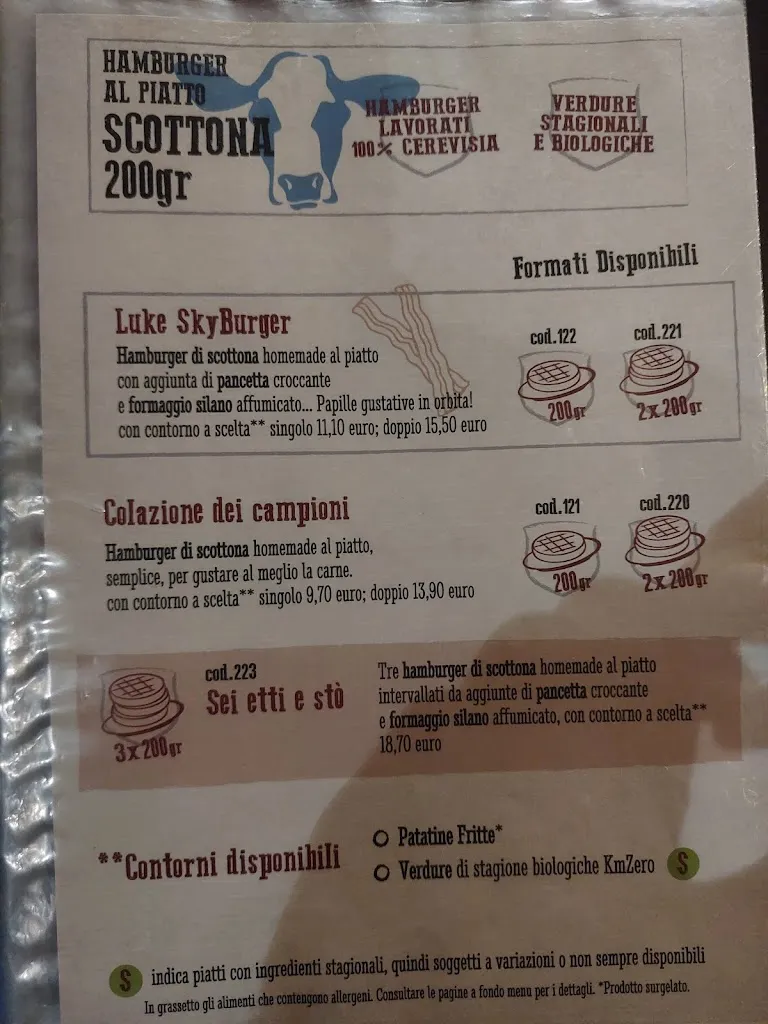 HAMBURGER
AL PIATTO
SCOTTONA
200gr
HAMBURGER
LAVORATI
100% CEREVISIA
VERDURE
STAGIONALI
E BIOLOGICHE
Formati Disponibili
Luke SkyBurger
Hamburger di scottona homemade al piatto
con aggiunta di pancetta croccante
e formaggio silano affumicato... Papille gustative in orbita!
con contorno a scelta** singolo 11,10 euro; doppio 15,50 euro
cod.122
200gr
cod.221
2x200gr
Colazione dei campioni
Hamburger di scottona homemade al piatto,
semplice, per gustare al meglio la carne.
con contorno a scelta** singolo 9,70 euro; doppio 13,90 euro
cod.121
200gr
cod.220
2x200gr
3x200gr
cod.223
Sei etti e stò
Tre hamburger di scottona homemade al piatto
intervallati da aggiunte di pancetta croccante
e formaggio silano affumicato, con contorno a scelta**
18,70 euro
**Contorni disponibili
Patatine Fritte*
Verdure di stagione biologiche KmZero S
S indica piatti con ingredienti stagionali, quindi soggetti a variazioni o non sempre disponibili
In grassetto gli alimenti che contengono allergeni. Consultare le pagine a fondo menu per i dettagli. *Prodotto surgelato.